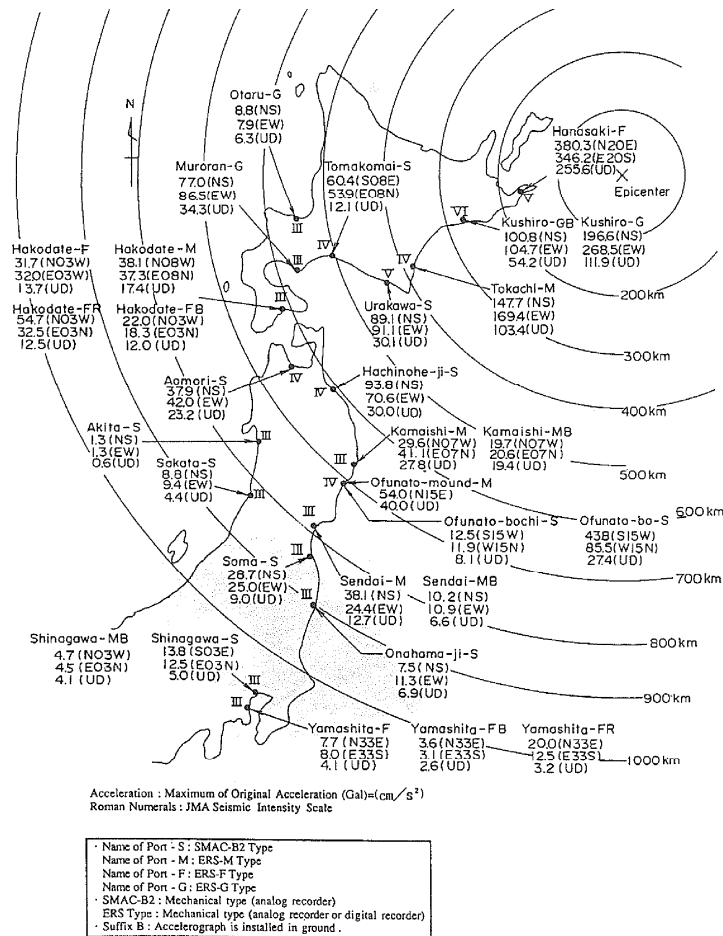 Otaru-G
8.8(NS)
7.9(EW)
6.3(UD)
N
Hanasaki-F
380.3(N20E)
346.2(E20S)
255.6(UD)
Epicenter
V
Muroran-G
77.0(NS)
86.5(EW)
34.3(UD)
Tomakomai-S
60.4(S08E)
53.9(E08N)
12.1(UD)
VI
III
IV
III
IV
V
Kushiro-GB
100.8(NS)
104.7(EW)
54.2(UD)
Kushiro-G
196.6(NS)
268.5(EW)
111.9(UD)
Hakodate-F
31.7(N03W)
32.0(E03W)
13.7(UD)
Hakodate-M
38.1(N08W)
37.3(E08N)
17.4(UD)
Hakodate-FR
54.7(N03W)
32.5(E03N)
12.5(UD)
Hakodate-FB
22.0(N03W)
18.3(E03N)
12.0(UD)
III
Urakawa-S
89.1(NS)
91.1(EW)
30.1(UD)
Tokachi-M
147.7(NS)
169.4(EW)
103.4(UD)
200km
300km
400km
Aomori-S
37.9(NS)
42.0(EW)
23.2(UD)
IV
IV
Hachinohe-ji-S
93.8(NS)
70.6(EW)
30.0(UD)
Akita-S
1.3(NS)
1.3(EW)
0.6(UD)
III
Kamaishi-M
29.6(N07W)
41.1(E07N)
27.8(UD)
Kamaishi-MB
19.7(N07W)
20.6(E07N)
19.4(UD)
500km
III
Sakata-S
8.8(NS)
9.4(EW)
4.4(UD)
III
IV
Ofunato-mound-M
54.0(N15E)
40.0(UD)
600km
III
Ofunato-bochi-S
12.5(S15W)
11.9(W15N)
8.1(UD)
Ofunato-bo-S
43.8(S15W)
85.5(W15N)
27.4(UD)
700km
III
Soma-S
28.7(NS)
25.0(EW)
9.0(UD)
Sendai-M
38.1(NS)
24.4(EW)
12.7(UD)
Sendai-MB
10.2(NS)
10.9(EW)
6.6(UD)
III
800km
Shinagawa-MB
4.7(N03W)
4.5(E03N)
4.1(UD)
Shinagawa-S
13.8(S03E)
12.5(E03N)
5.0(UD)
Onahama-ji-S
7.5(NS)
11.3(EW)
6.9(UD)
900km
III
III
Yamashita-F
7.7(N33E)
8.0(E33S)
4.1(UD)
Yamashita-FB
3.6(N33E)
3.1(E33S)
2.6(UD)
Yamashita-FR
20.0(N33E)
12.5(E33S)
3.2(UD)
1000km
Acceleration : Maximum of Original Acceleration (Gal)=(cm/s²)
Roman Numerals : JMA Seismic Intensity Scale
· Name of Port - S : SMAC-B2 Type
Name of Port - M : ERS-M Type
Name of Port - F : ERS-F Type
Name of Port - G : ERS-G Type
· SMAC-B2 : Mechanical type (analog recorder)
ERS Type : Mechanical type (analog recorder or digital recorder)
· Suffix B : Accelerograph is installed in ground .